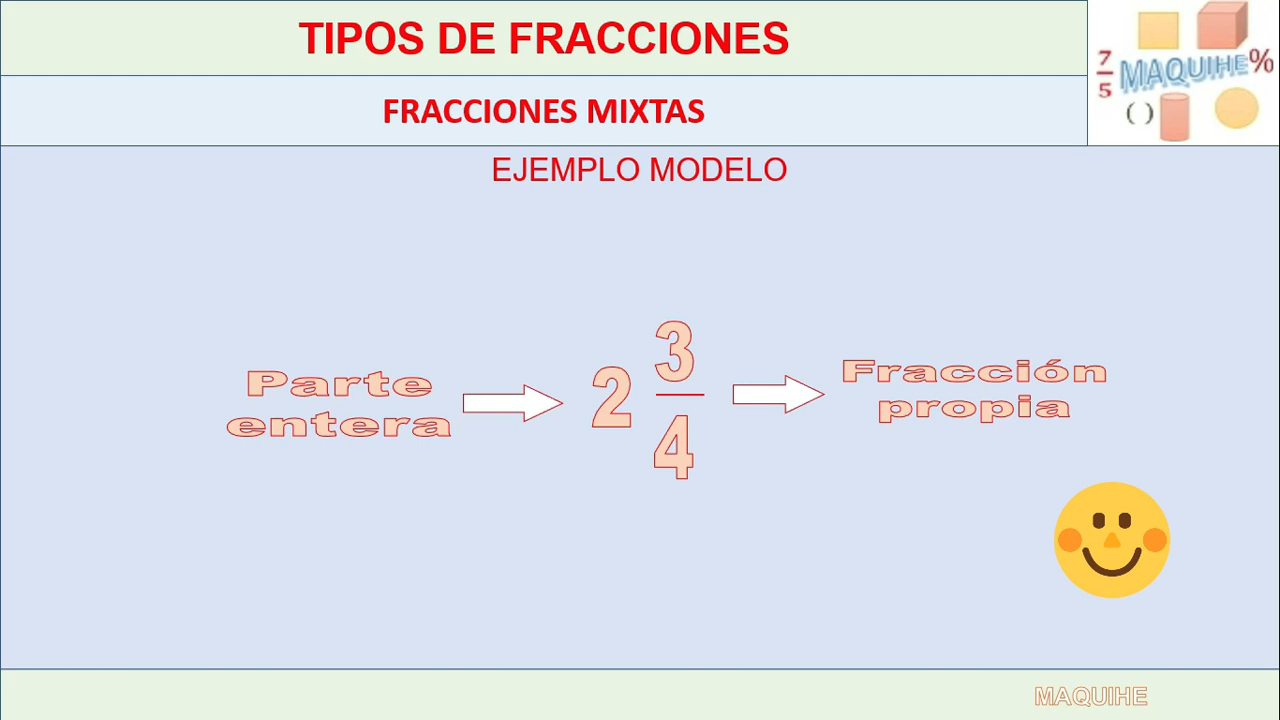 TIPOS DE FRACCIONES
7
5
MAQUIHE%
( )
FRACCIONES MIXTAS
EJEMPLO MODELO
Parte
entera
2
3
4
Fracción
propia
MAQUIHE